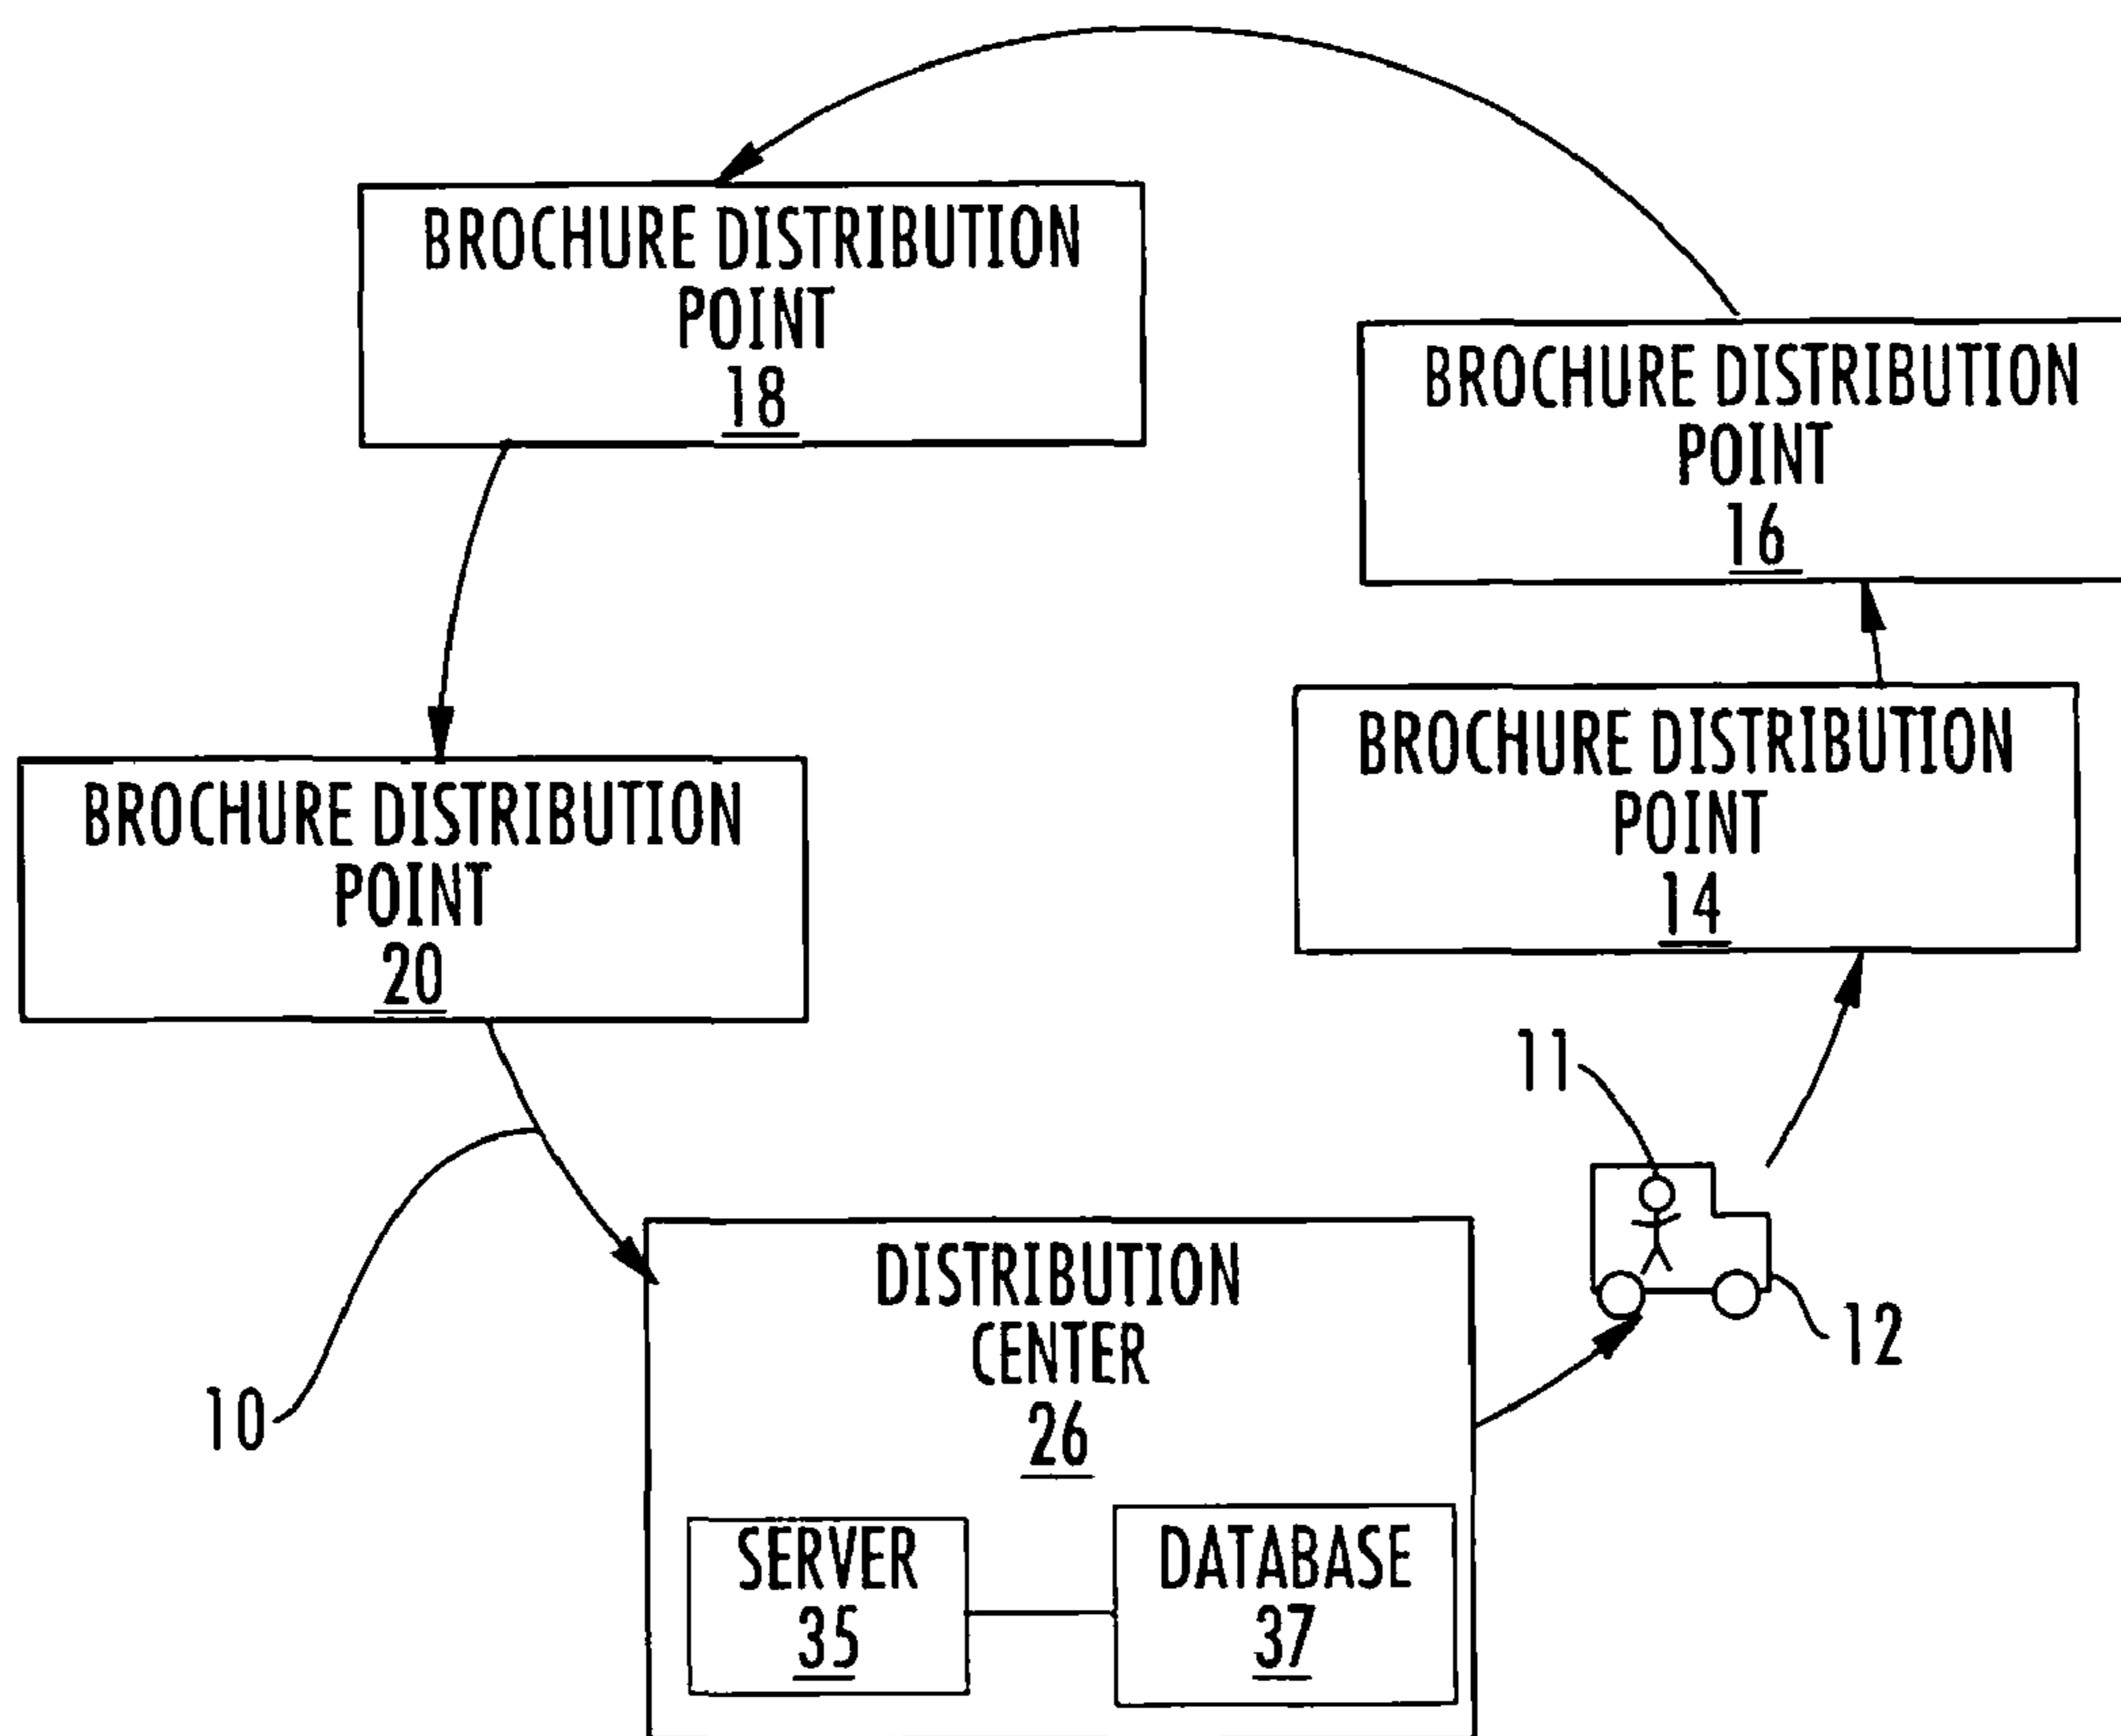 BROCHURE DISTRIBUTION
POINT
18
BROCHURE DISTRIBUTION
POINT
16
BROCHURE DISTRIBUTION
POINT
20
BROCHURE DISTRIBUTION
POINT
14
11
12
10
DISTRIBUTION
CENTER
26
SERVER
35
DATABASE
37